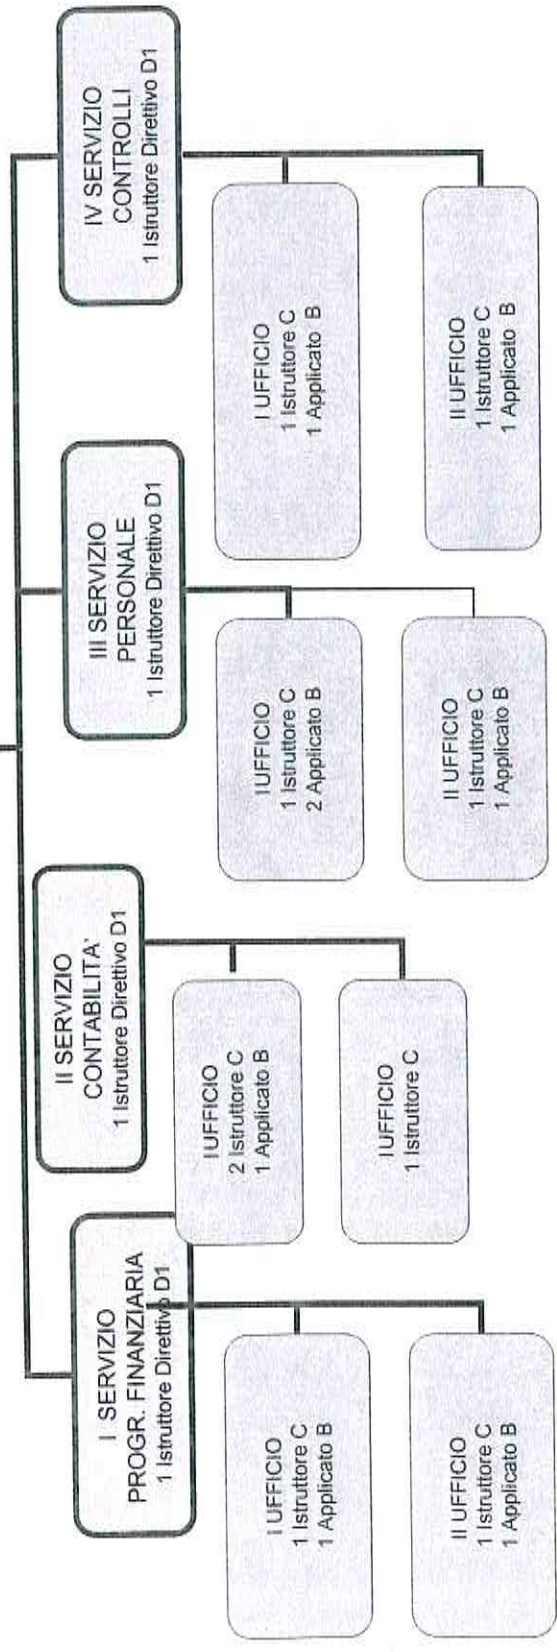 I SERVIZIO
PROGR. FINANZIARIA
1 Istruttore Direttivo D1
I UFFICIO
1 Istruttore C
1 Applicato B
II UFFICIO
1 Istruttore C
1 Applicato B
II SERVIZIO
CONTABILITA'
1 Istruttore Direttivo D1
I UFFICIO
2 Istruttore C
1 Applicato B
I UFFICIO
1 Istruttore C
III SERVIZIO
PERSONALE
1 Istruttore Direttivo D1
I UFFICIO
1 Istruttore C
2 Applicato B
II UFFICIO
1 Istruttore C
1 Applicato B
IV SERVIZIO
CONTROLLI
1 Istruttore Direttivo D1
I UFFICIO
1 Istruttore C
1 Applicato B
II UFFICIO
1 Istruttore C
1 Applicato B